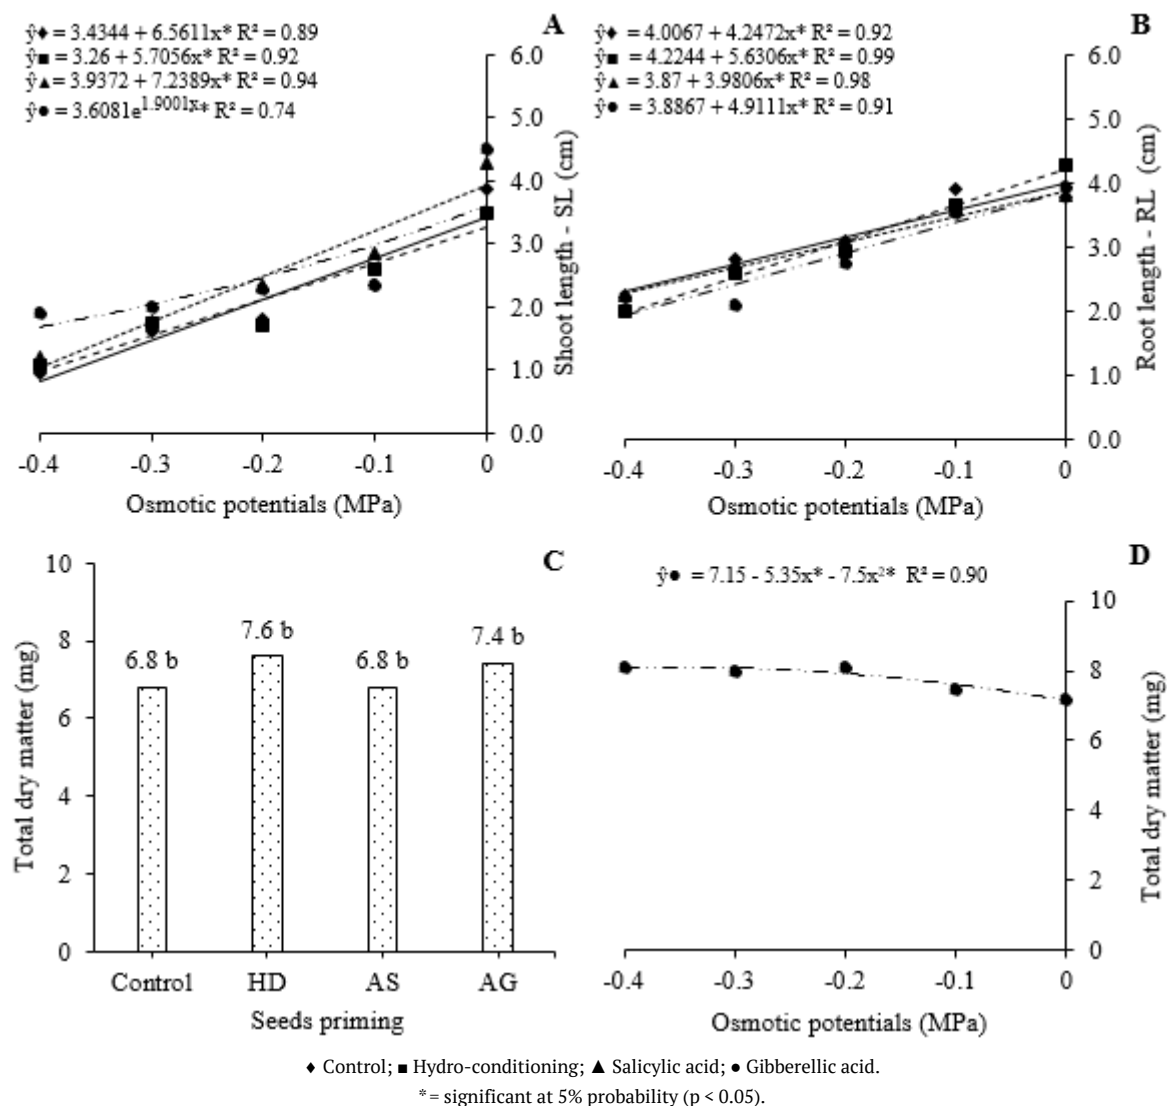 A
ŷ♦ = 3.4344 + 6.5611x* R² = 0.89
ŷ■ = 3.26 + 5.7056x* R² = 0.92
ŷ▲ = 3.9372 + 7.2389x* R² = 0.94
ŷ● = 3.6081e^1.9001x* R² = 0.74
6.0
5.0
4.0
3.0
2.0
1.0
0.0
Shoot length - SL (cm)
-0.4 -0.3 -0.2 -0.1 0
Osmotic potentials (MPa)
B
ŷ♦ = 4.0067 + 4.2472x* R² = 0.92
ŷ■ = 4.2244 + 5.6306x* R² = 0.99
ŷ▲ = 3.87 + 3.9806x* R² = 0.98
ŷ● = 3.8867 + 4.9111x* R² = 0.91
6.0
5.0
4.0
3.0
2.0
1.0
0.0
Root length - RL (cm)
-0.4 -0.3 -0.2 -0.1 0
Osmotic potentials (MPa)
C
10
8
6
4
2
0
Total dry matter (mg)
6.8 b 7.6 b 6.8 b 7.4 b
Control HD AS AG
Seeds priming
D
ŷ● = 7.15 - 5.35x* - 7.5x²* R² = 0.90
10
8
6
4
2
0
Total dry matter (mg)
-0.4 -0.3 -0.2 -0.1 0
Osmotic potentials (MPa)
♦ Control; ■ Hydro-conditioning; ▲ Salicylic acid; ● Gibberellic acid.
* = significant at 5% probability (p < 0.05).